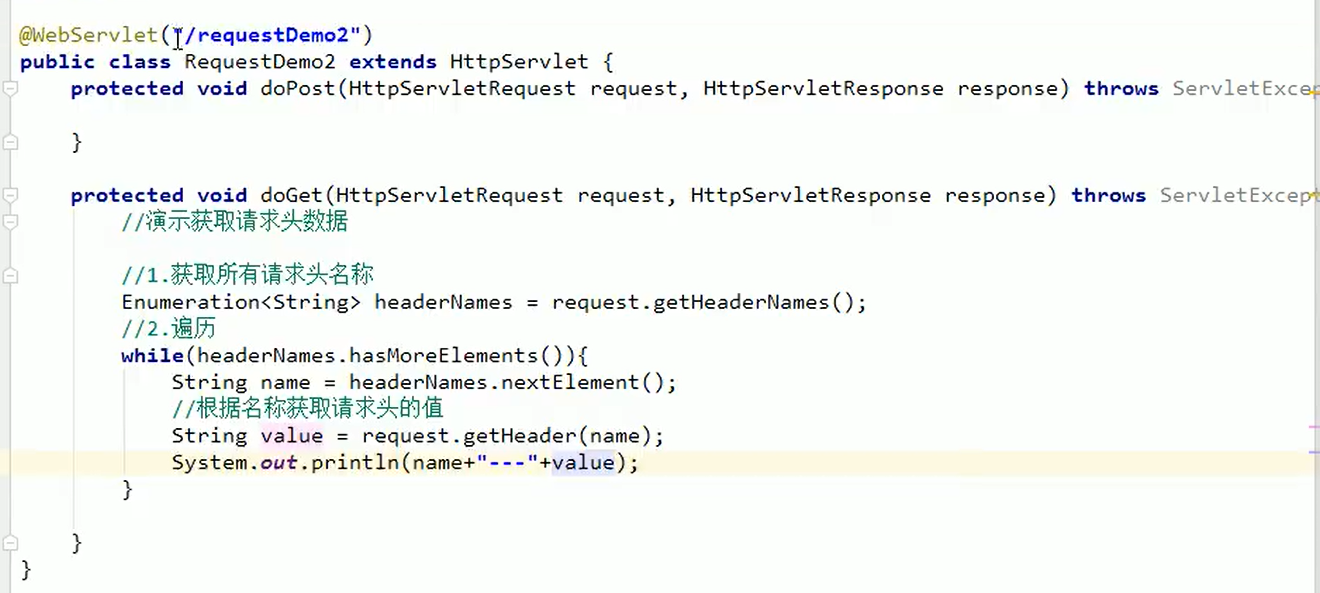 @WebServlet("/requestDemo2")
public class RequestDemo2 extends HttpServlet {
protected void doPost(HttpServletRequest request, HttpServletResponse response) throws ServletExcep
}
protected void doGet(HttpServletRequest request, HttpServletResponse response) throws ServletExcept
//演示获取请求头数据
//1.获取所有请求头名称
Enumeration<String> headerNames = request.getHeaderNames();
//2.遍历
while(headerNames.hasMoreElements()){
String name = headerNames.nextElement();
//根据名称获取请求头的值
String value = request.getHeader(name);
System.out.println(name+"---"+value);
}
}
}